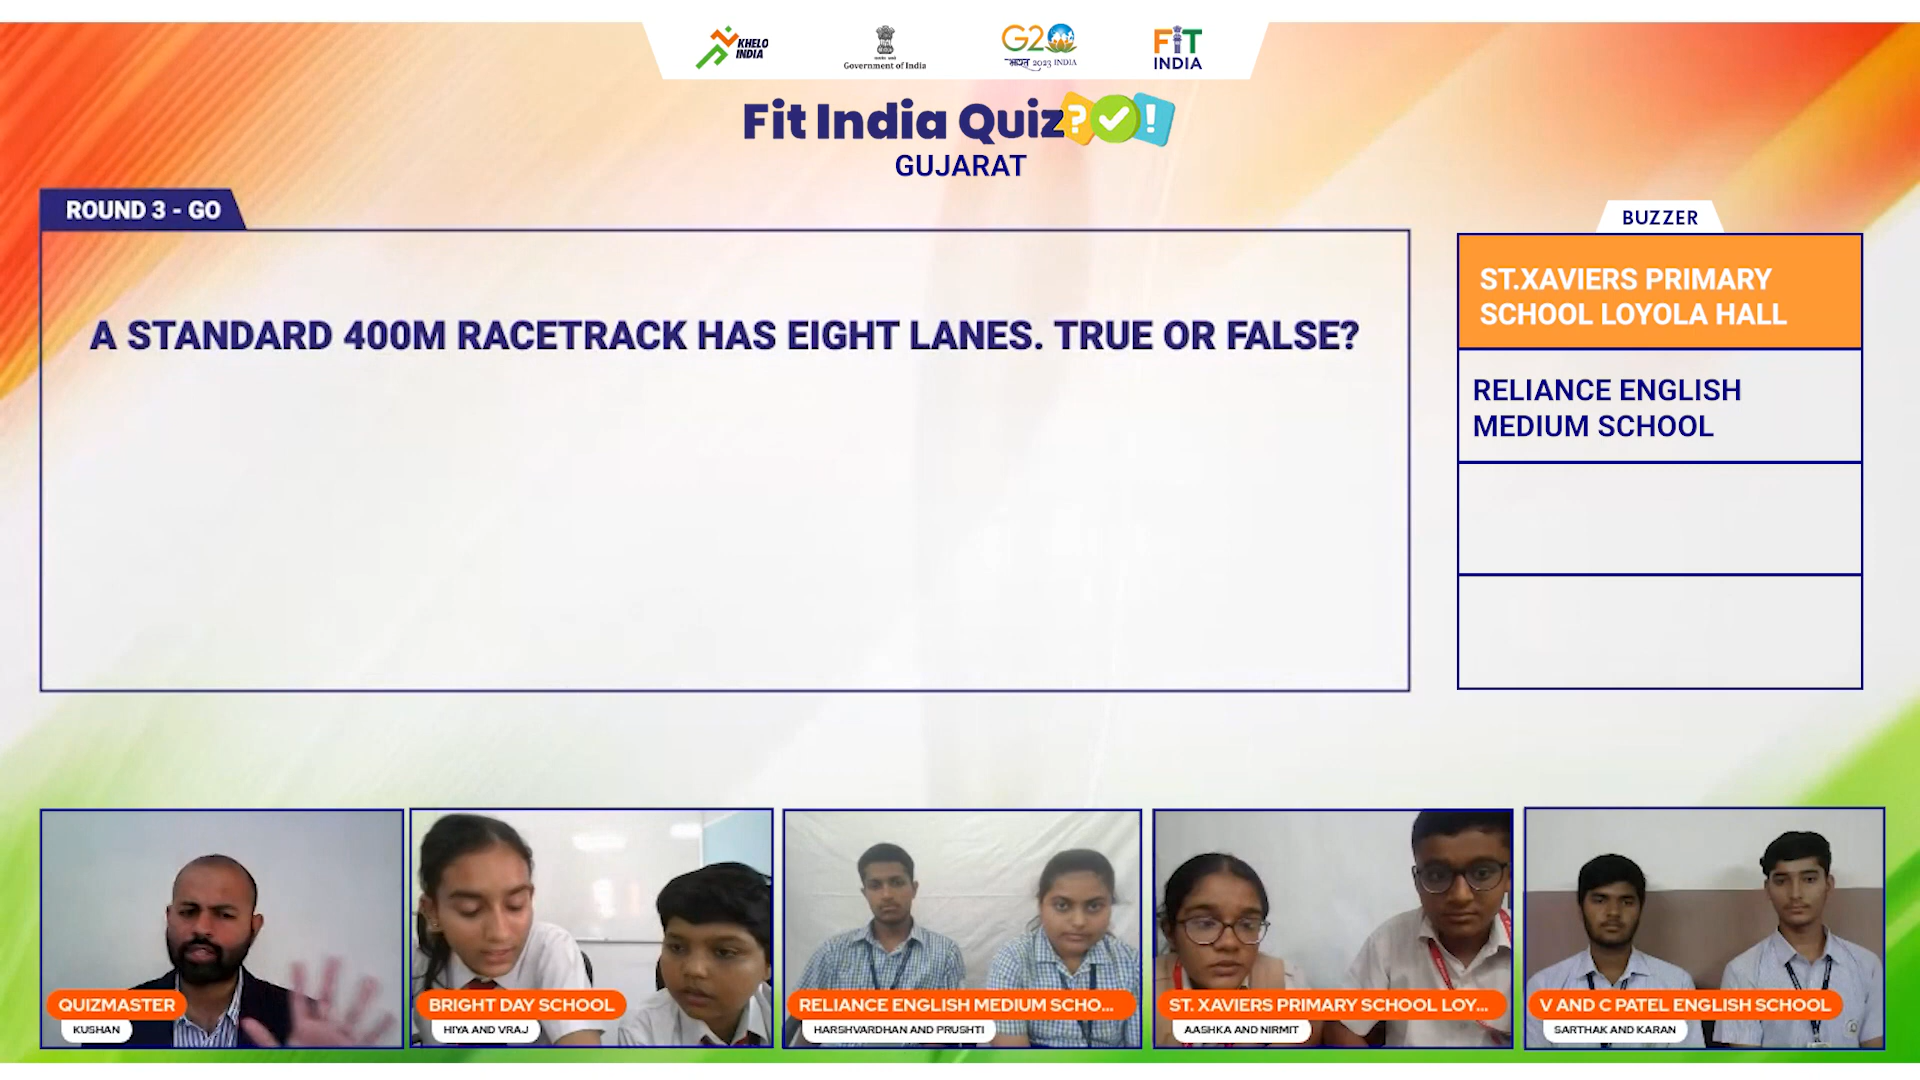 KHELO
INDIA
Government of India
G20
भारत 2023 INDIA
FIT
INDIA
Fit India Quiz?!
GUJARAT
ROUND 3 - GO
A STANDARD 400M RACETRACK HAS EIGHT LANES. TRUE OR FALSE?
BUZZER
ST.XAVIERS PRIMARY
SCHOOL LOYOLA HALL
RELIANCE ENGLISH
MEDIUM SCHOOL
QUIZMASTER
KUSHAN
BRIGHT DAY SCHOOL
HIYA AND VRAJ
RELIANCE ENGLISH MEDIUM SCHO...
HARSHVARDHAN AND PRUSHTI
ST. XAVIERS PRIMARY SCHOOL LOY...
AASHKA AND NIRMIT
V AND C PATEL ENGLISH SCHOOL
SARTHAK AND KARAN